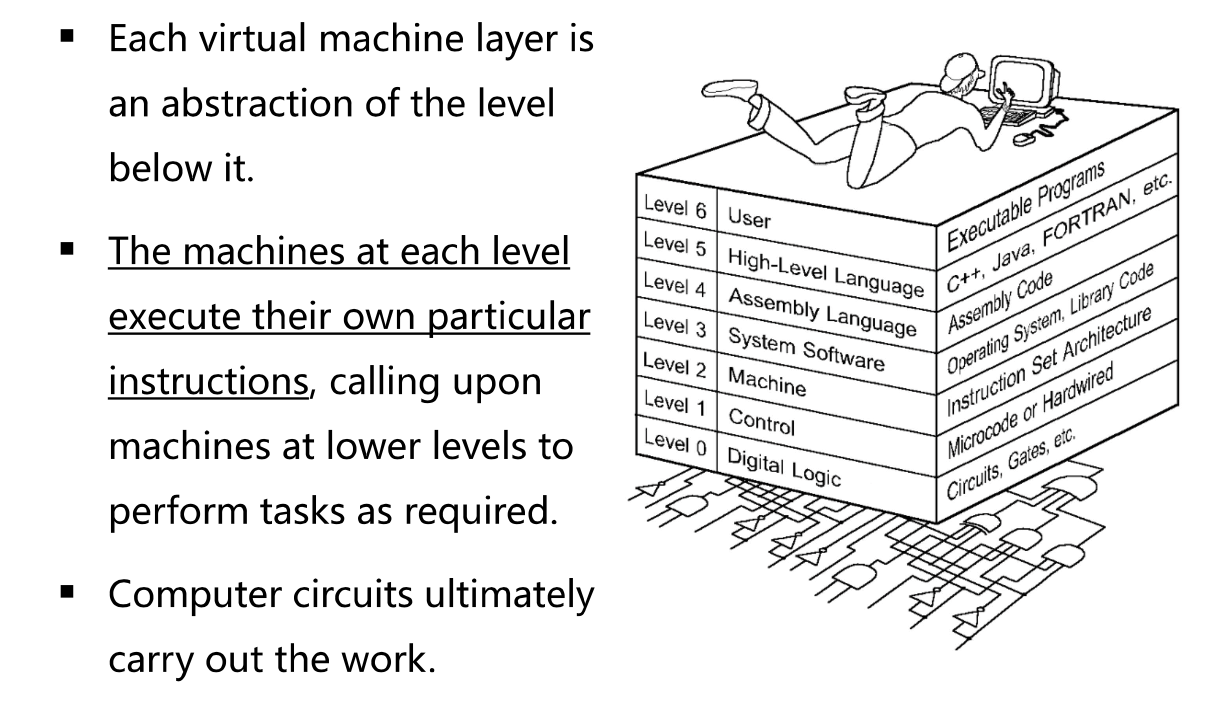 ▪ Each virtual machine layer is
an abstraction of the level
below it.
▪ The machines at each level
execute their own particular
instructions, calling upon
machines at lower levels to
perform tasks as required.
▪ Computer circuits ultimately
carry out the work.
Level 6 User Executable Programs
Level 5 High-Level Language C++, Java, FORTRAN, etc.
Level 4 Assembly Language Assembly Code
Level 3 System Software Operating System, Library Code
Level 2 Machine Instruction Set Architecture
Level 1 Control Microcode or Hardwired
Level 0 Digital Logic Circuits, Gates, etc.